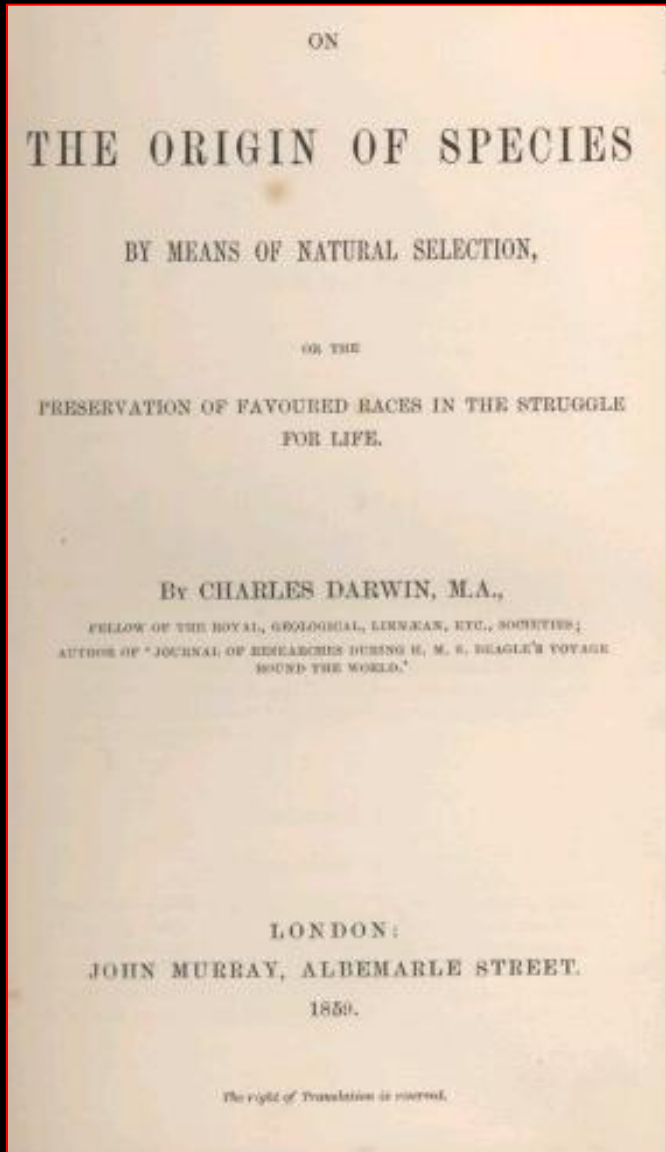 ON
THE ORIGIN OF SPECIES
BY MEANS OF NATURAL SELECTION,
OR THE
PRESERVATION OF FAVOURED RACES IN THE STRUGGLE
FOR LIFE.
By CHARLES DARWIN, M.A.,
FELLOW OF THE ROYAL, GEOLOGICAL, LINNÆAN, ETC., SOCIETIES;
AUTHOR OF ‘JOURNAL OF RESEARCHES DURING H. M. S. BEAGLE’S VOYAGE
ROUND THE WORLD.’
LONDON:
JOHN MURRAY, ALBEMARLE STREET.
1859.
The right of Translation is reserved.